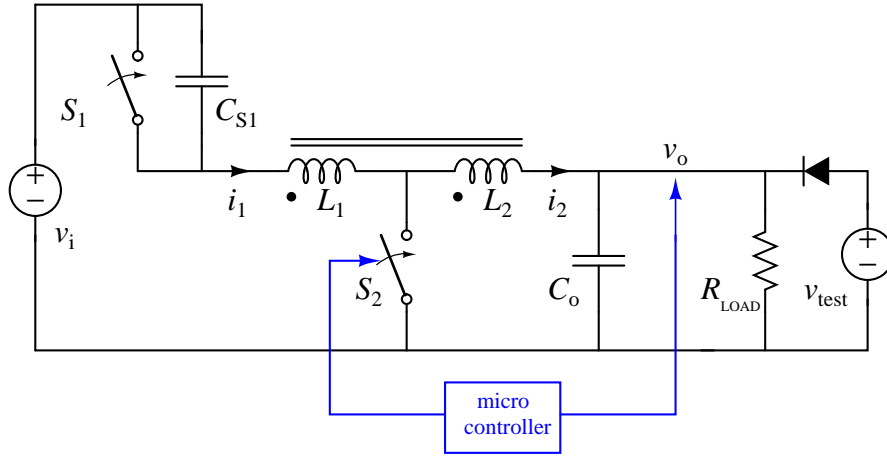 S1
CS1
vo
i1
L1
L2
i2
+
−
vi
+
−
S2
Co
RLOAD
vtest
micro
controller